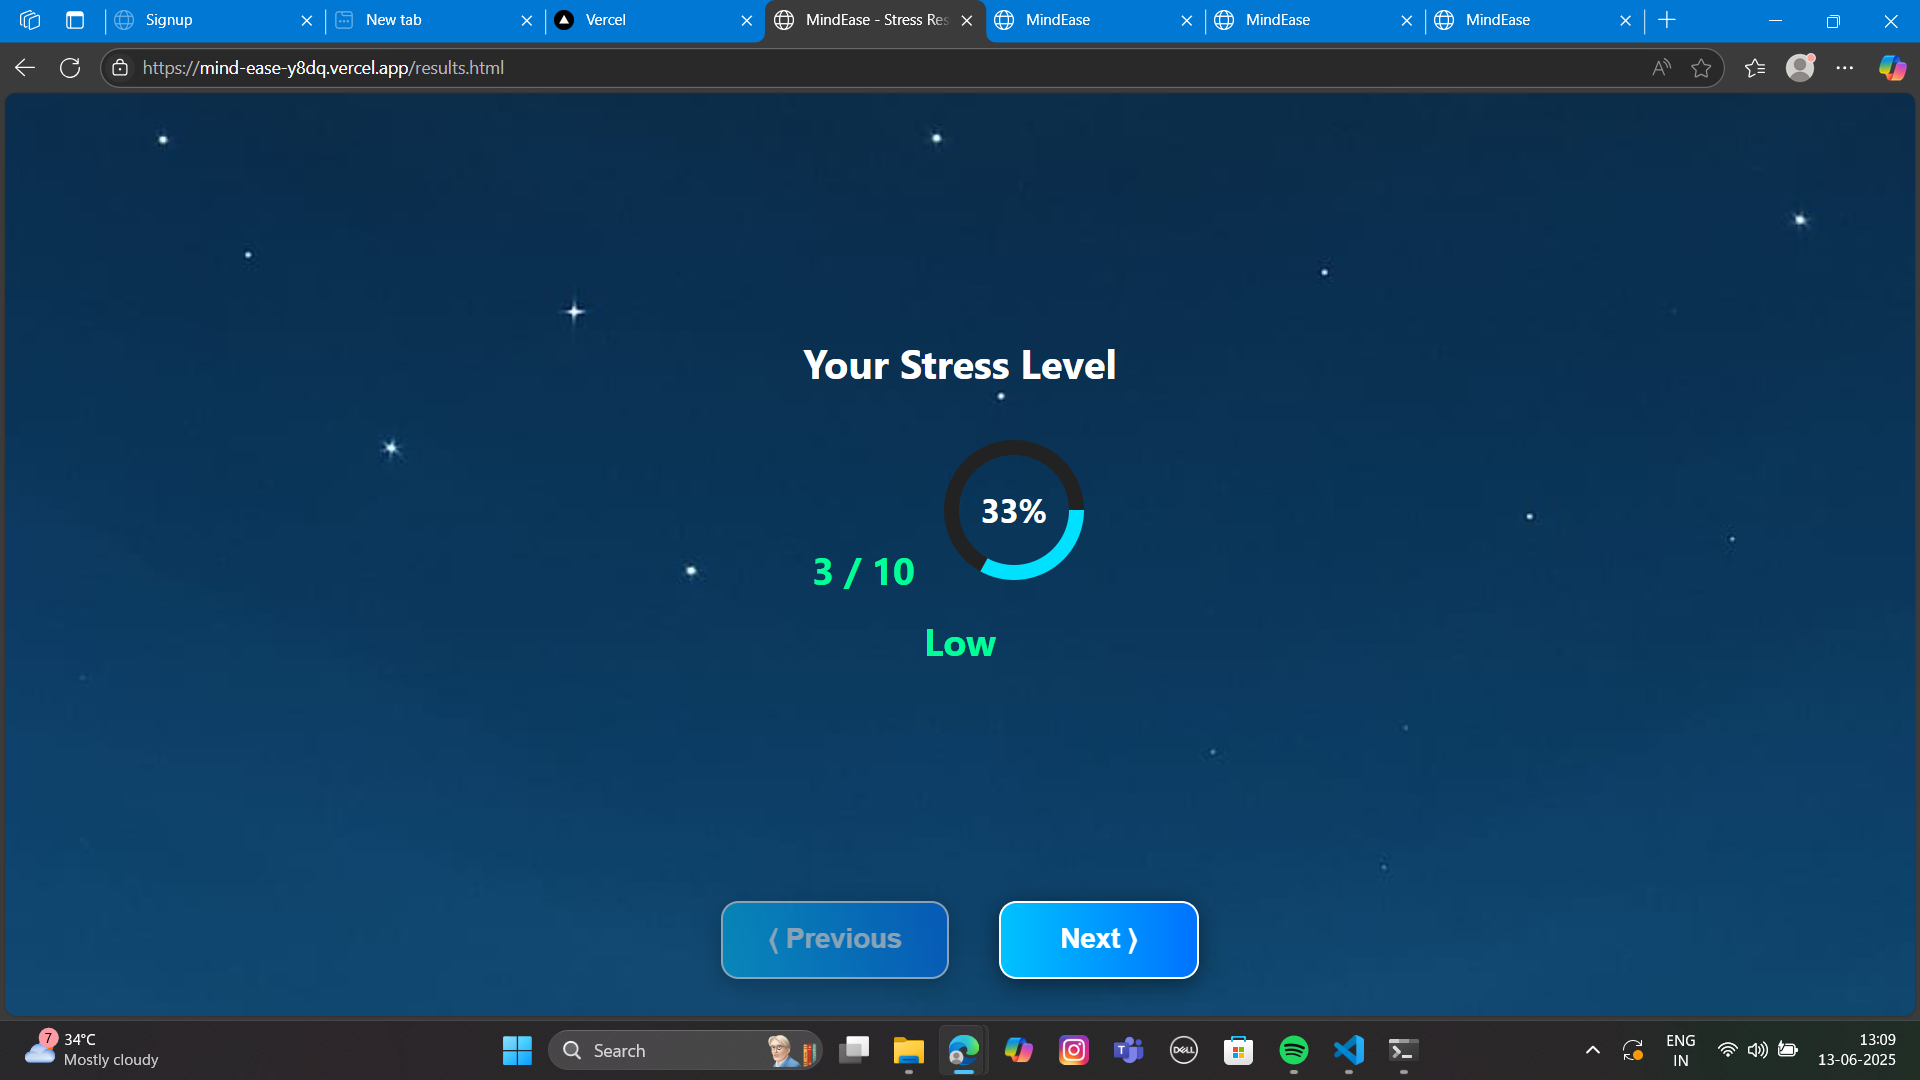 Signup
New tab
Vercel
MindEase - Stress Res
MindEase
MindEase
MindEase
https://mind-ease-y8dq.vercel.app/results.html
Your Stress Level
33%
3 / 10
Low
⟨ Previous
Next ⟩
7
34°C
Mostly cloudy
Search
T
DELL
ENG
IN
13:09
13-06-2025